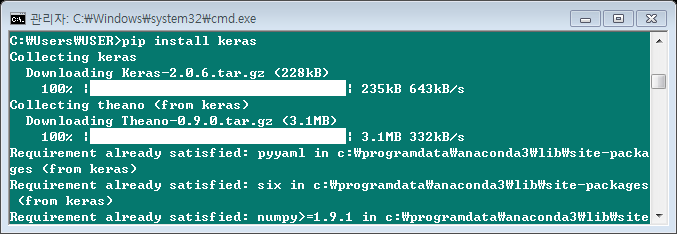 관리자: C:₩Windows₩system32₩cmd.exe
C:₩Users₩USER>pip install keras
Collecting keras
Downloading Keras-2.0.6.tar.gz (228kB)
100% |████████████████████████████████| 235kB 643kB/s
Collecting theano (from keras)
Downloading Theano-0.9.0.tar.gz (3.1MB)
100% |████████████████████████████████| 3.1MB 332kB/s
Requirement already satisfied: pyyaml in c:₩programdata₩anaconda3₩lib₩site-packa
ges (from keras)
Requirement already satisfied: six in c:₩programdata₩anaconda3₩lib₩site-packages
(from keras)
Requirement already satisfied: numpy>=1.9.1 in c:₩programdata₩anaconda3₩lib₩site